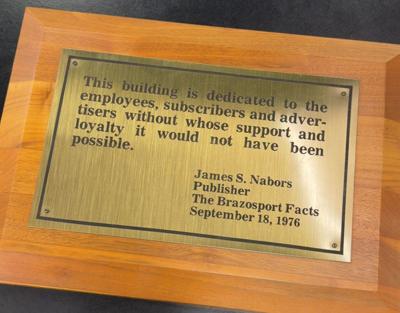 This building is dedicated to the
employees, subscribers and adver-
tisers without whose support and
loyalty it would not have been
possible.
James S. Nabors
Publisher
The Brazosport Facts
September 18, 1976